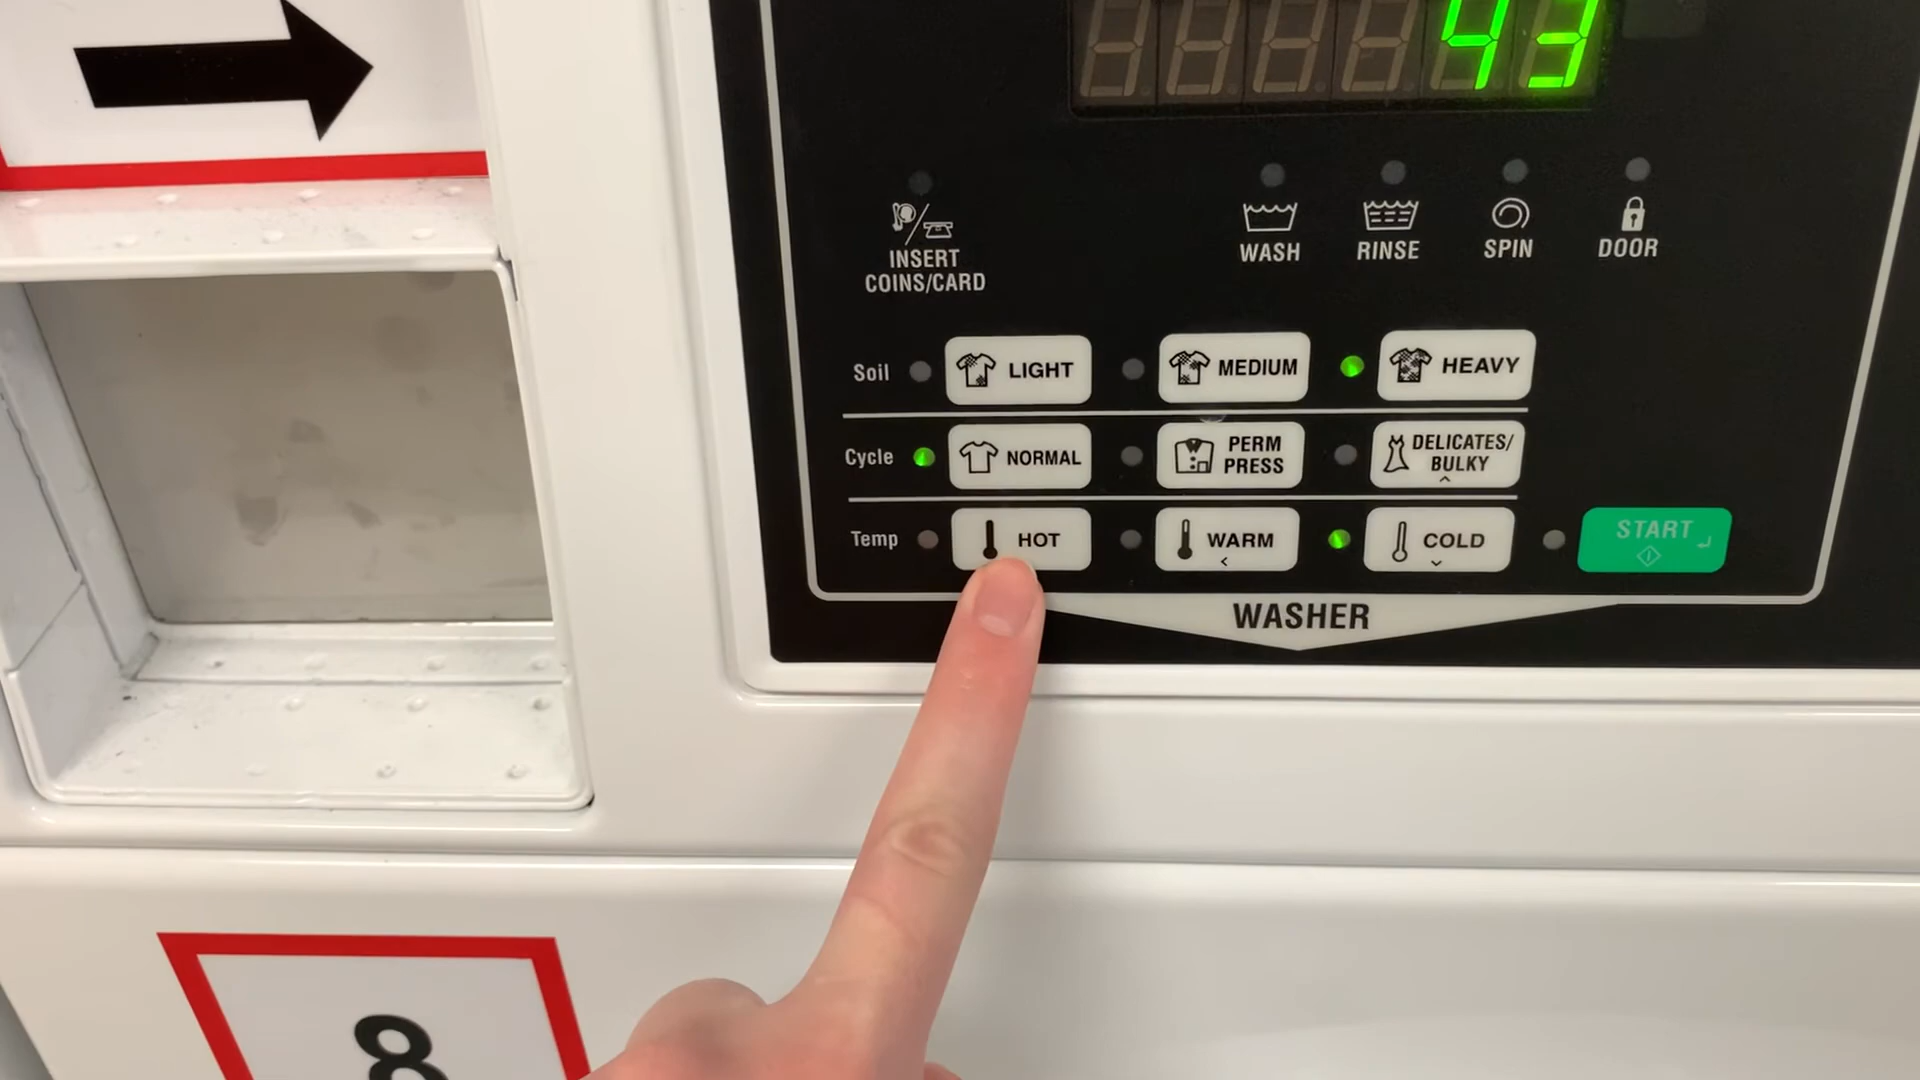 43
INSERT
COINS/CARD
WASH
RINSE
SPIN
DOOR
Soil
LIGHT
MEDIUM
HEAVY
Cycle
NORMAL
PERM
PRESS
DELICATES/
BULKY
Temp
HOT
WARM
COLD
START
WASHER
8